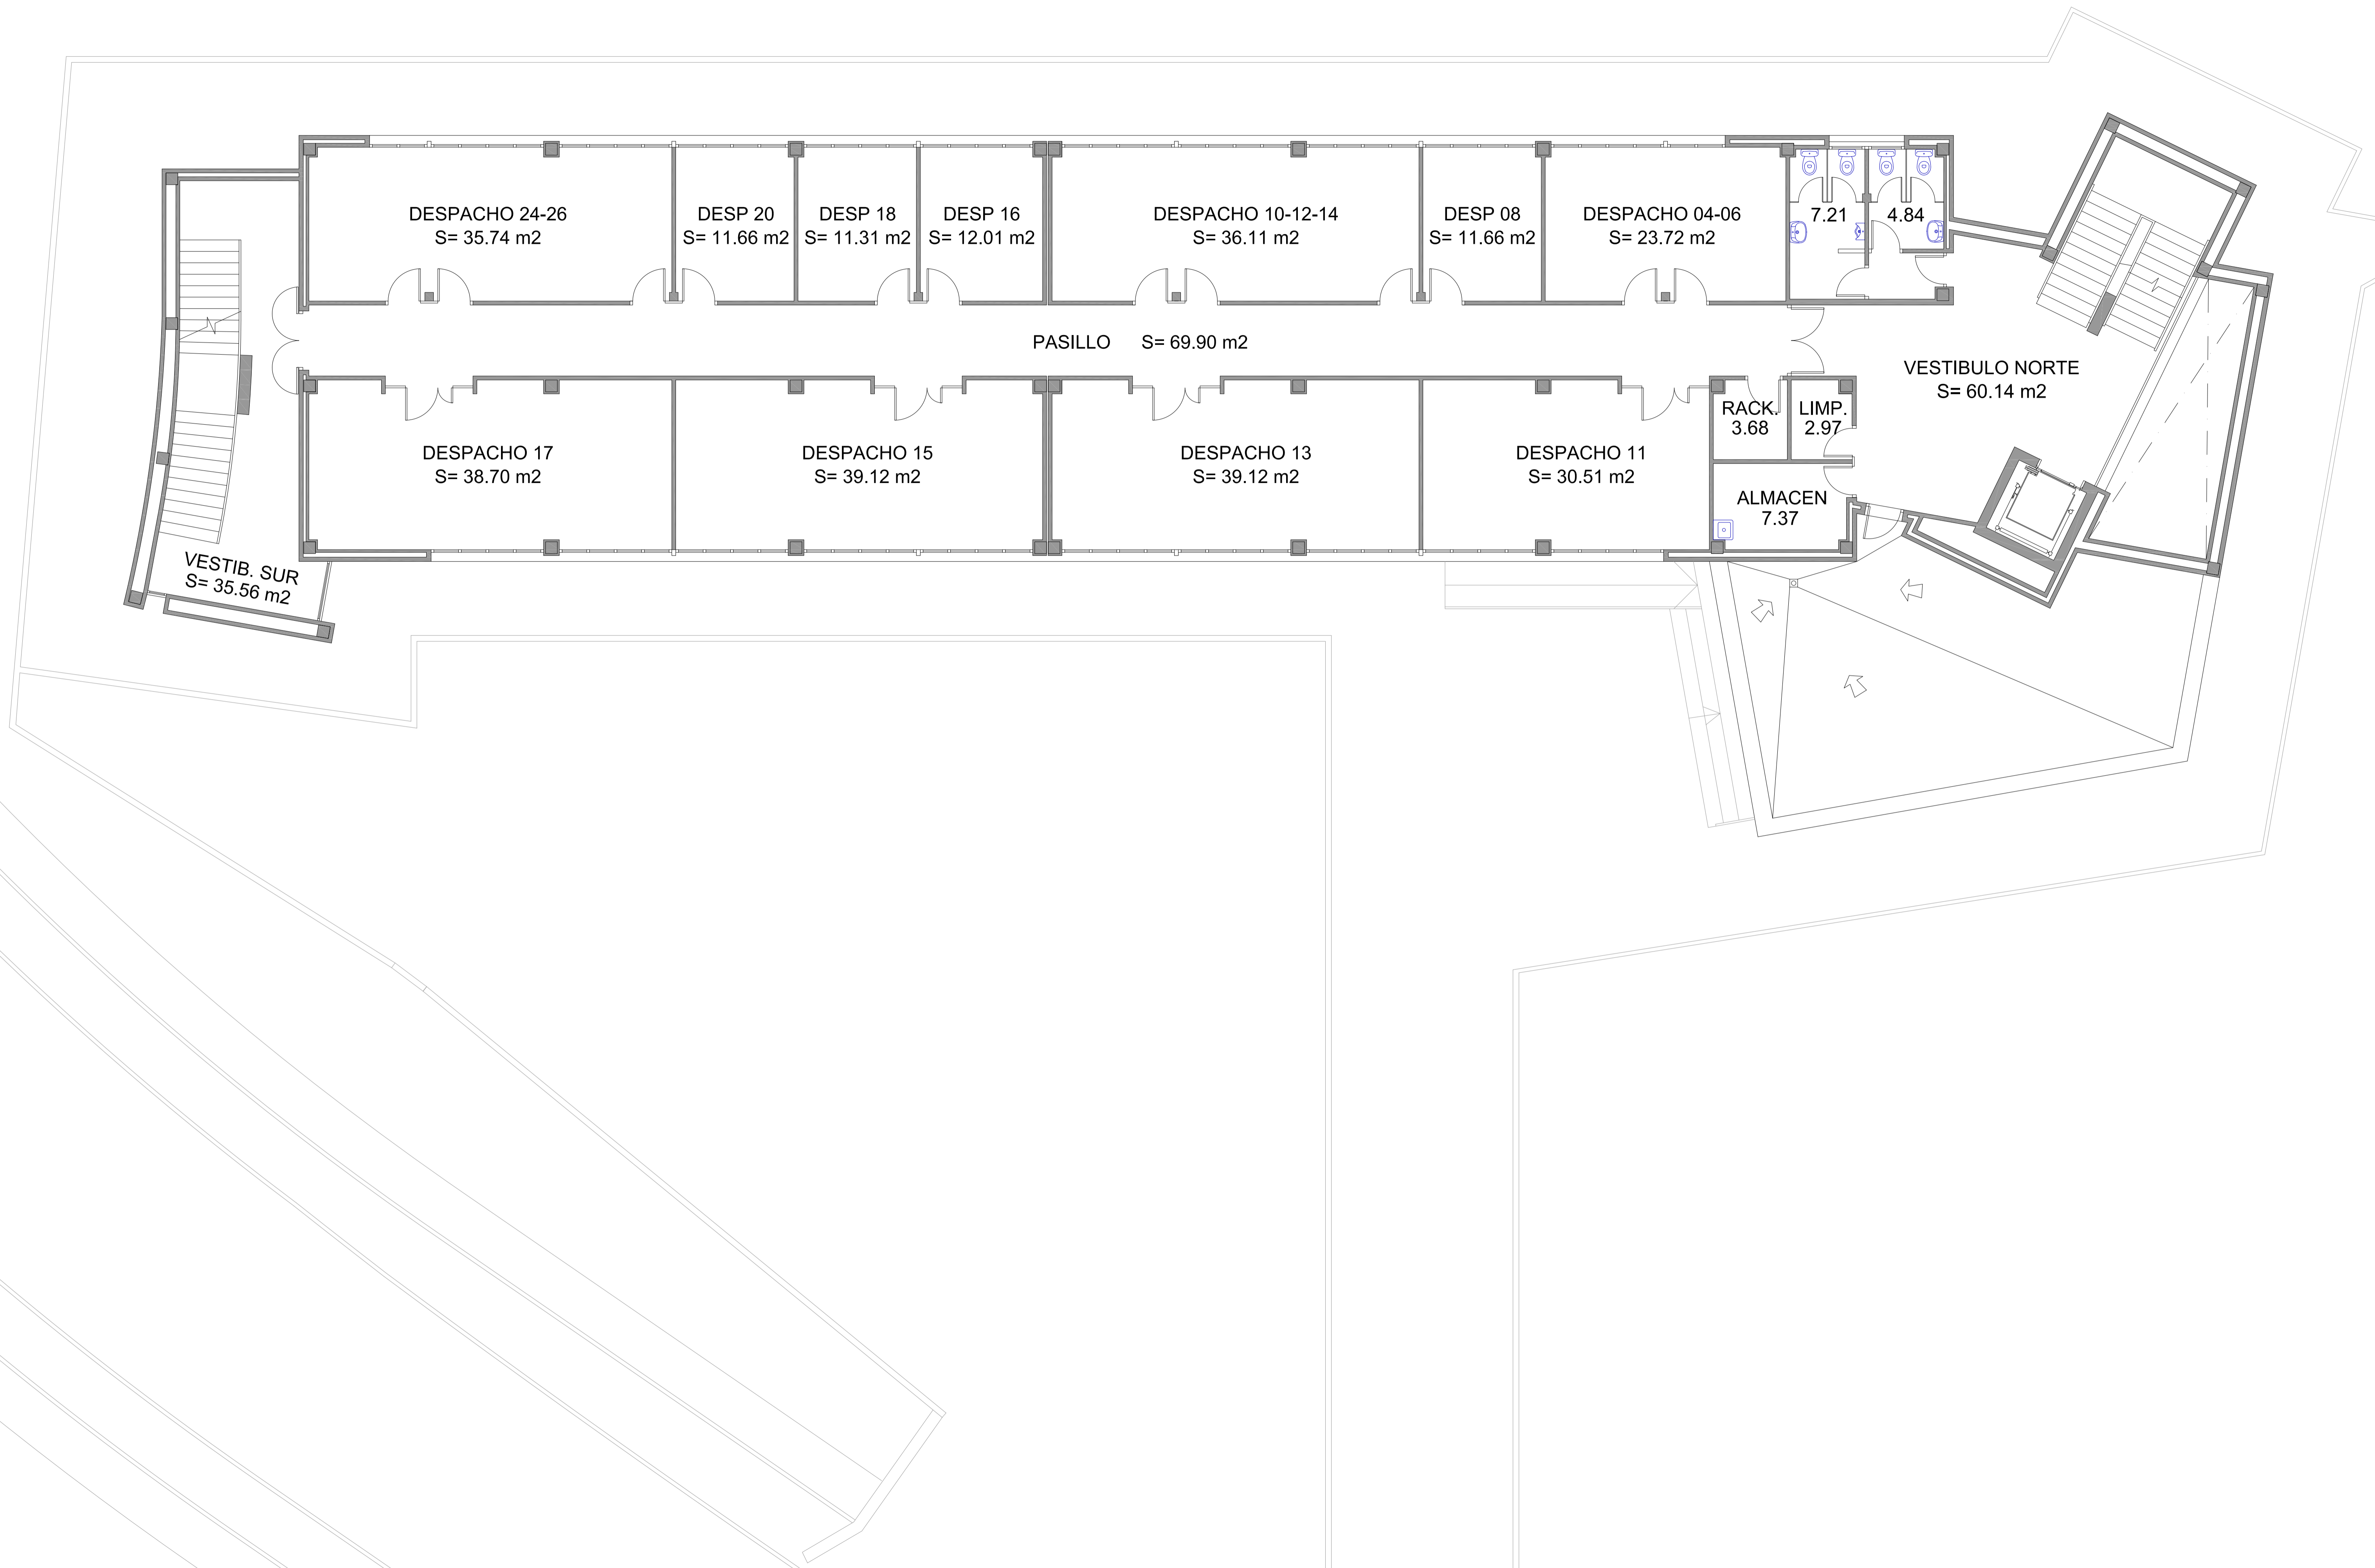 DESPACHO 24-26
S= 35.74 m2
DESP 20
S= 11.66 m2
DESP 18
S= 11.31 m2
DESP 16
S= 12.01 m2
DESPACHO 10-12-14
S= 36.11 m2
DESP 08
S= 11.66 m2
DESPACHO 04-06
S= 23.72 m2
7.21
4.84
PASILLO S= 69.90 m2
VESTIBULO NORTE
S= 60.14 m2
DESPACHO 17
S= 38.70 m2
DESPACHO 15
S= 39.12 m2
DESPACHO 13
S= 39.12 m2
DESPACHO 11
S= 30.51 m2
RACK.
3.68
LIMP.
2.97
ALMACEN
7.37
VESTIB. SUR
S= 35.56 m2